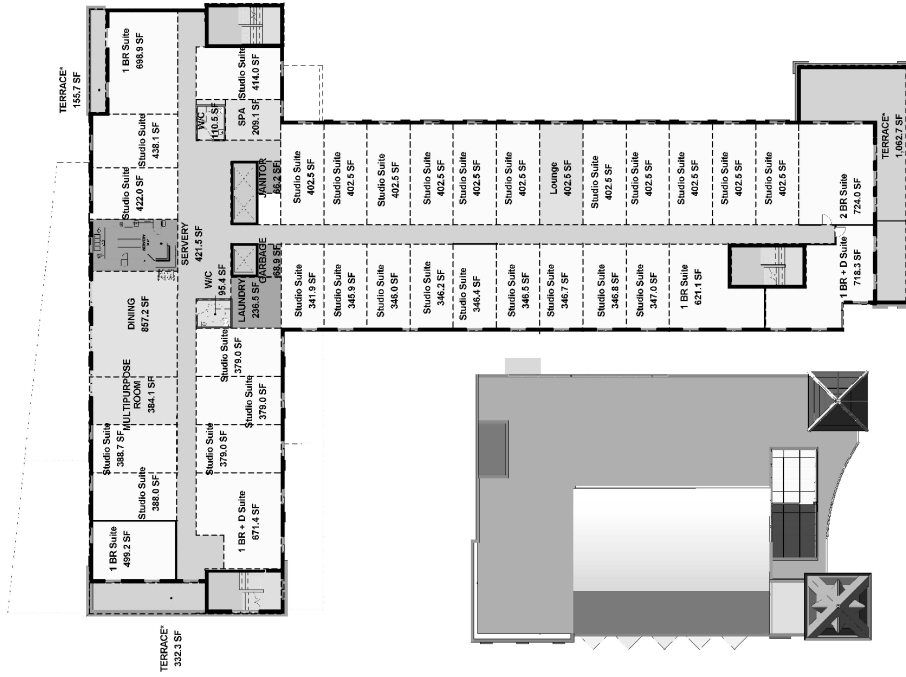 1 BR Suite
698.9 SF
TERRACE*
155.7 SF
Studio Suite
414.0 SF
W/C
110.5 SF
SPA
209.1 SF
Studio Suite
438.1 SF
Studio Suite
422.0 SF
JANITOR
66.2 SF
SERVERY
421.5 SF
GARBAGE
68.9 SF
W/C
95.4 SF
LAUNDRY
236.5 SF
DINING
857.2 SF
MULTIPURPOSE
ROOM
384.1 SF
Studio Suite
379.0 SF
Studio Suite
379.0 SF
Studio Suite
379.0 SF
Studio Suite
388.7 SF
Studio Suite
388.0 SF
1 BR Suite
499.2 SF
1 BR + D Suite
671.4 SF
TERRACE*
332.3 SF
Studio Suite
402.5 SF
Studio Suite
402.5 SF
Studio Suite
402.5 SF
Studio Suite
402.5 SF
Studio Suite
402.5 SF
Studio Suite
402.5 SF
Lounge
402.5 SF
Studio Suite
402.5 SF
Studio Suite
402.5 SF
Studio Suite
402.5 SF
Studio Suite
402.5 SF
Studio Suite
402.5 SF
2 BR Suite
724.0 SF
TERRACE*
1,062.7 SF
Studio Suite
341.9 SF
Studio Suite
345.9 SF
Studio Suite
346.0 SF
Studio Suite
346.2 SF
Studio Suite
346.4 SF
Studio Suite
346.5 SF
Studio Suite
346.7 SF
Studio Suite
346.8 SF
Studio Suite
347.0 SF
1 BR Suite
621.1 SF
1 BR + D Suite
718.3 SF